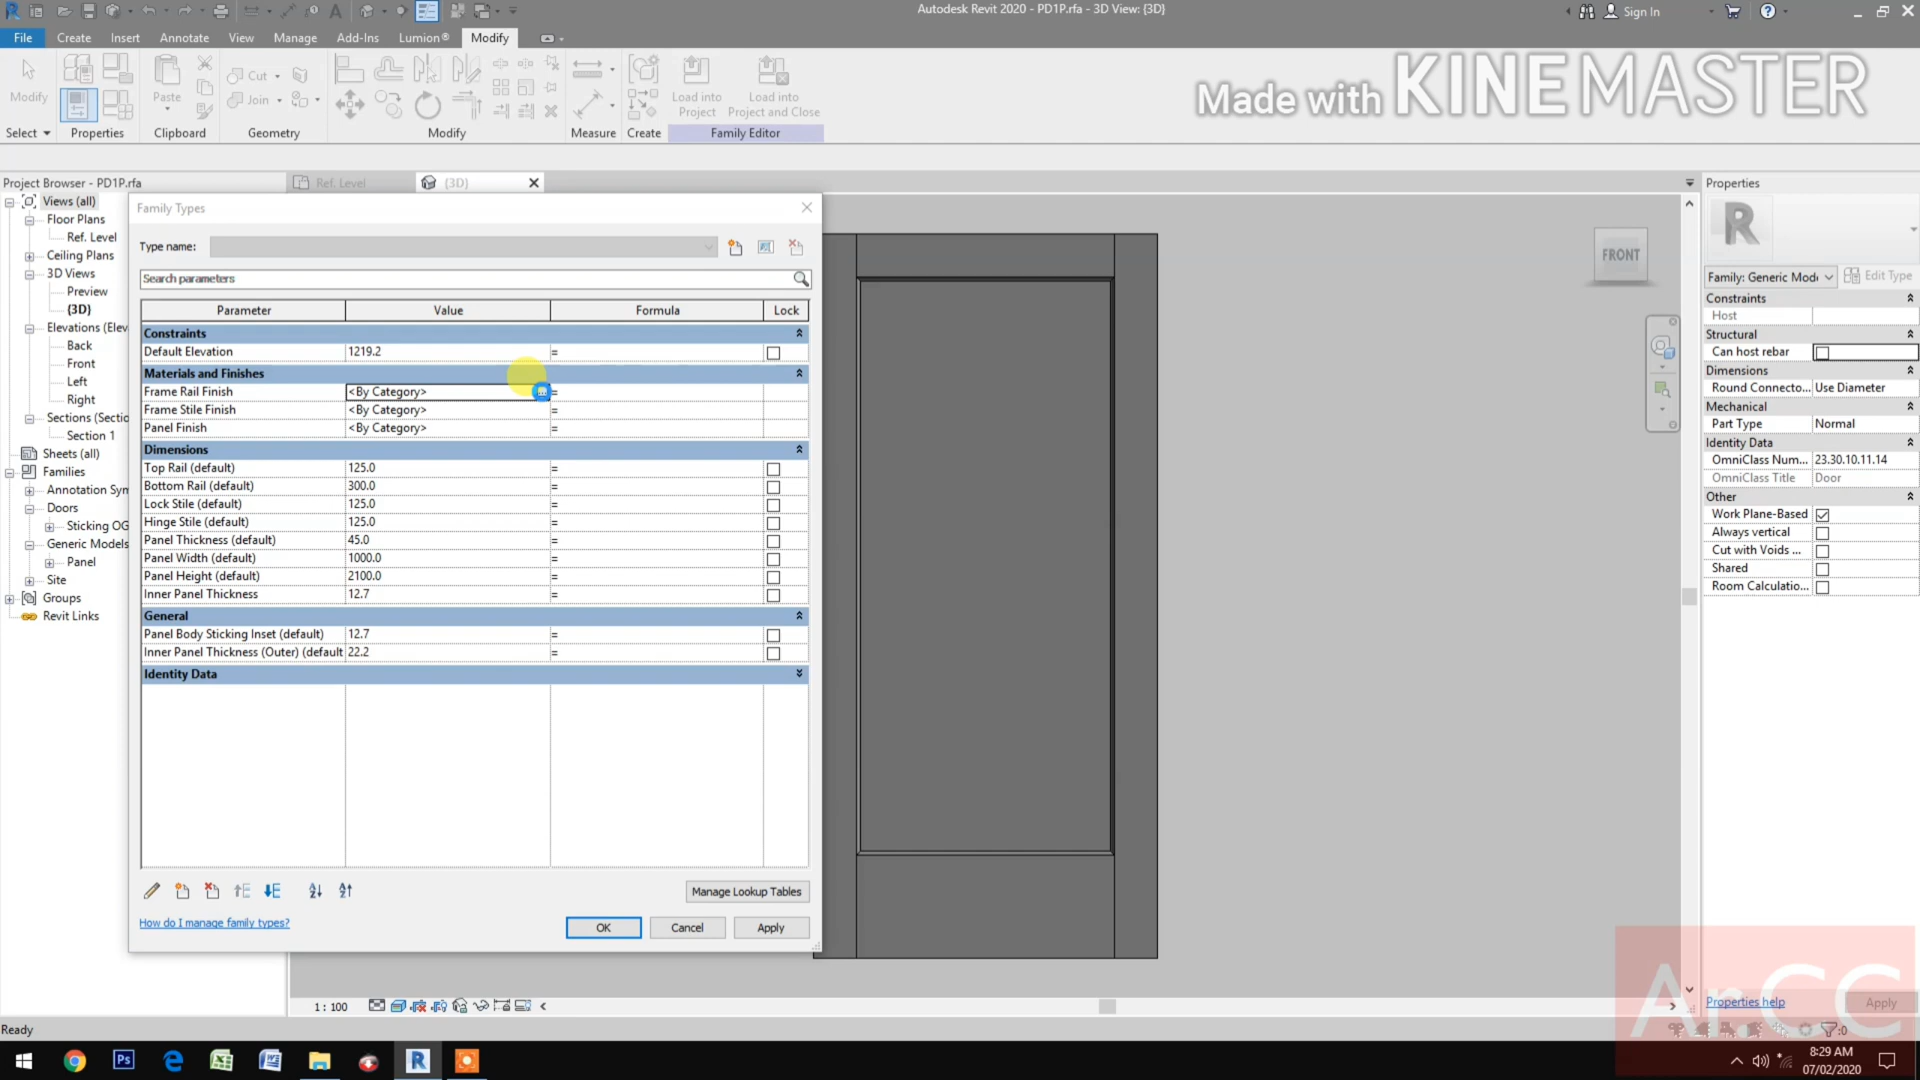 Autodesk Revit 2020 - PD1P.rfa - 3D View: {3D}
Sign In
File
Create
Insert
Annotate
View
Manage
Add-Ins
Lumion®
Modify
Modify
Paste
Cut
Join
Load into
Project
Load into
Project and Close
Select
Properties
Clipboard
Geometry
Modify
Measure
Create
Family Editor
Made with KINEMASTER
Project Browser - PD1P.rfa
Ref. Level
{3D}
Properties
Views (all)
Floor Plans
Ref. Level
Ceiling Plans
3D Views
Preview
{3D}
Elevations (Elev
Back
Front
Left
Right
Sections (Sectio
Section 1
Sheets (all)
Families
Annotation Sym
Doors
Sticking OG
Generic Models
Panel
Site
Groups
Revit Links
Family Types
Type name:
Search parameters
Parameter Value Formula Lock
Constraints
Default Elevation 1219.2 =
Materials and Finishes
Frame Rail Finish <By Category> =
Frame Stile Finish <By Category> =
Panel Finish <By Category> =
Dimensions
Top Rail (default) 125.0 =
Bottom Rail (default) 300.0 =
Lock Stile (default) 125.0 =
Hinge Stile (default) 125.0 =
Panel Thickness (default) 45.0 =
Panel Width (default) 1000.0 =
Panel Height (default) 2100.0 =
Inner Panel Thickness 12.7 =
General
Panel Body Sticking Inset (default) 12.7 =
Inner Panel Thickness (Outer) (default 22.2 =
Identity Data
Manage Lookup Tables
How do I manage family types?
OK
Cancel
Apply
FRONT
R
Family: Generic Mode
Edit Type
Constraints
Host
Structural
Can host rebar
Dimensions
Round Connecto... Use Diameter
Mechanical
Part Type Normal
Identity Data
OmniClass Num... 23.30.10.11.14
OmniClass Title Door
Other
Work Plane-Based
Always vertical
Cut with Voids ...
Shared
Room Calculatio...
Properties help
Apply
ArCC
1 : 100
Ready
:0
8:29 AM
07/02/2020